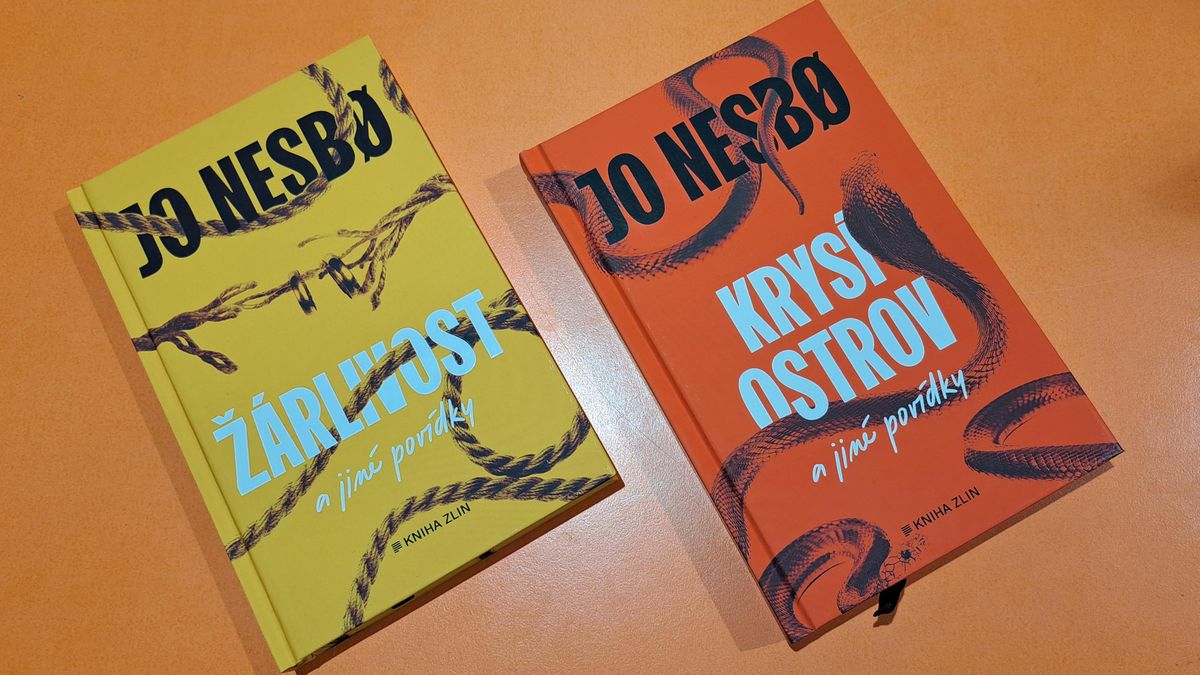 JO NESBØ
ŽÁRLIVOST
a jiné povídky
KNIHA ZLIN
JO NESBØ
KRYSÍ
OSTROV
a jiné povídky
KNIHA ZLIN